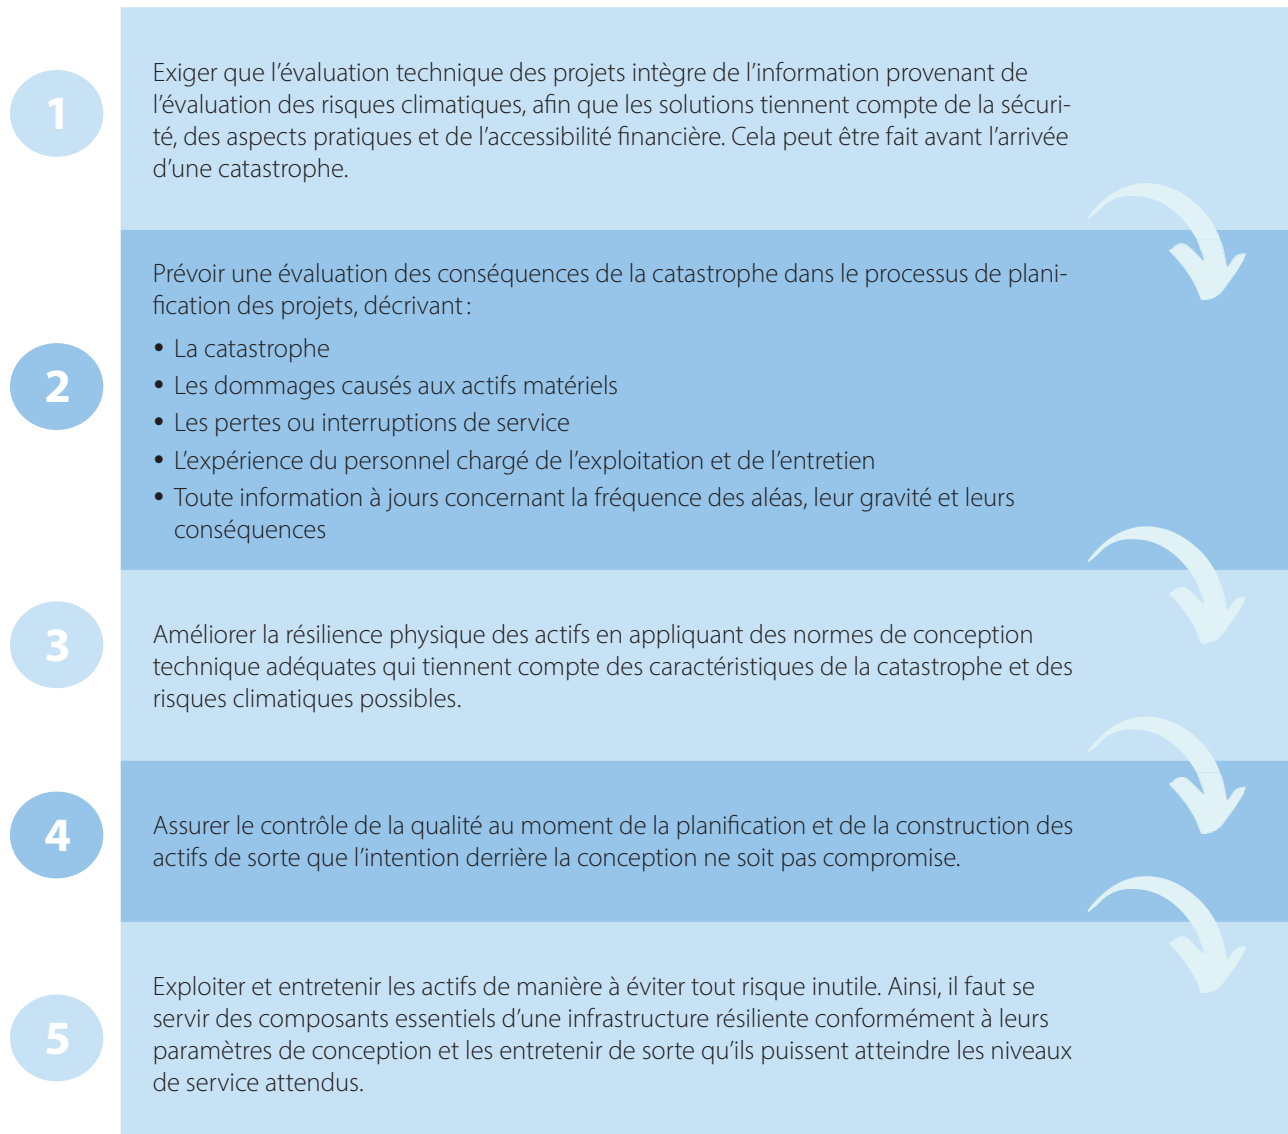 1
Exiger que l’évaluation technique des projets intègre de l’information provenant de
l’évaluation des risques climatiques, afin que les solutions tiennent compte de la sécuri-
té, des aspects pratiques et de l’accessibilité financière. Cela peut être fait avant l’arrivée
d’une catastrophe.
2
Prévoir une évaluation des conséquences de la catastrophe dans le processus de plani-
fication des projets, décrivant :
• La catastrophe
• Les dommages causés aux actifs matériels
• Les pertes ou interruptions de service
• L’expérience du personnel chargé de l’exploitation et de l’entretien
• Toute information à jours concernant la fréquence des aléas, leur gravité et leurs
conséquences
3
Améliorer la résilience physique des actifs en appliquant des normes de conception
technique adéquates qui tiennent compte des caractéristiques de la catastrophe et des
risques climatiques possibles.
4
Assurer le contrôle de la qualité au moment de la planification et de la construction des
actifs de sorte que l’intention derrière la conception ne soit pas compromise.
5
Exploiter et entretenir les actifs de manière à éviter tout risque inutile. Ainsi, il faut se
servir des composants essentiels d’une infrastructure résiliente conformément à leurs
paramètres de conception et les entretenir de sorte qu’ils puissent atteindre les niveaux
de service attendus.